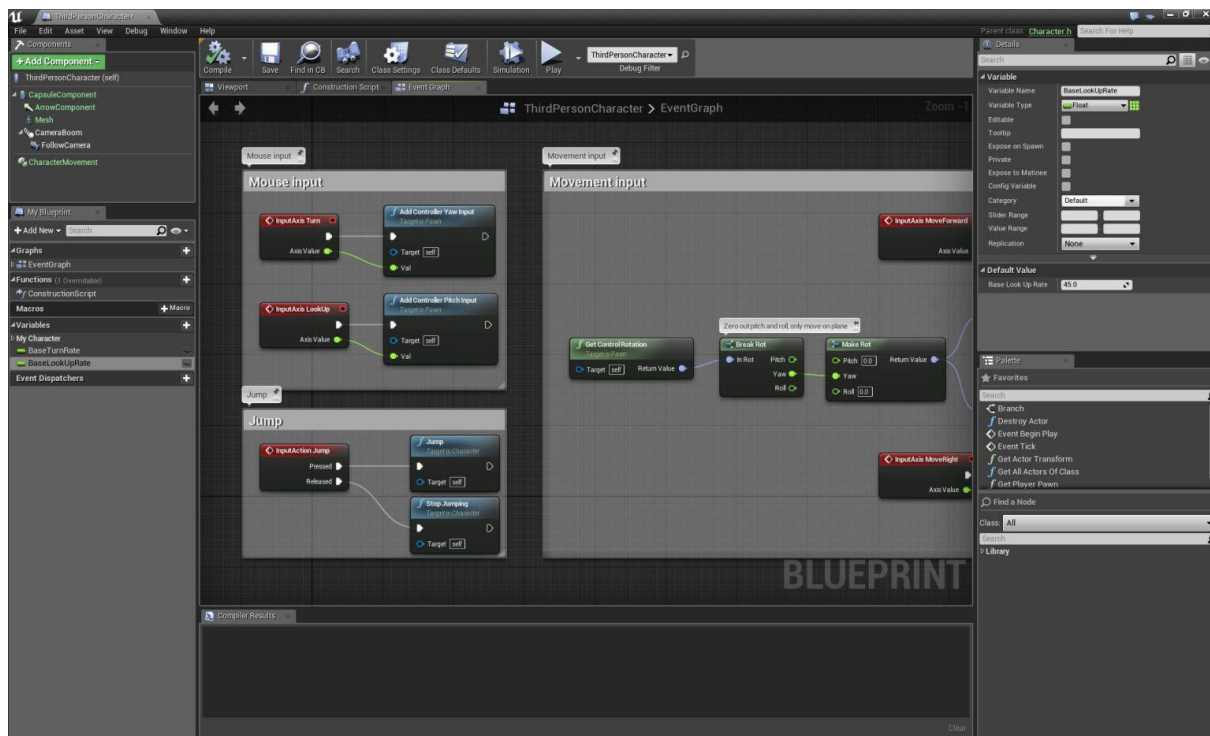 ThirdPersonCharacter*
File Edit Asset View Debug Window Help
Parent class: Character.h Search For Help
Components
+Add Component
ThirdPersonCharacter (self)
CapsuleComponent
ArrowComponent
Mesh
CameraBoom
FollowCamera
CharacterMovement
My Blueprint
+Add New Search
Graphs
EventGraph
Functions (1 Overridable)
ConstructionScript
Macros +Macro
Variables
My Character
BaseTurnRate
BaseLookUpRate
Event Dispatchers
Compile Save Find in CB Search Class Settings Class Defaults Simulation Play
ThirdPersonCharacter
Debug Filter
Viewport Construction Script Event Graph
ThirdPersonCharacter > EventGraph Zoom -1
Mouse input
Mouse input
InputAxis Turn
Axis Value
Add Controller Yaw Input
Target is Pawn
Target self
Val
InputAxis LookUp
Axis Value
Add Controller Pitch Input
Target is Pawn
Target self
Val
Jump
Jump
InputAction Jump
Pressed
Released
Jump
Target is Character
Target self
Stop Jumping
Target is Character
Target self
Movement input
Movement input
InputAxis MoveForward
Axis Value
Zero out pitch and roll, only move on plane
Get Control Rotation
Target is Pawn
Target self Return Value
Break Rot
In Rot Pitch
Yaw
Roll
Make Rot
Pitch 0.0 Return Value
Yaw
Roll 0.0
InputAxis MoveRight
Axis Value
BLUEPRINT
Compiler Results
Clear
Details
Search
Variable
Variable Name BaseLookUpRate
Variable Type Float
Editable
Tooltip
Expose on Spawn
Private
Expose to Matinee
Config Variable
Category Default
Slider Range
Value Range
Replication None
Default Value
Base Look Up Rate 45.0
Palette
Favorites
Search
Branch
Destroy Actor
Event Begin Play
Event Tick
Get Actor Transform
Get All Actors Of Class
Get Player Pawn
Find a Node
Class: All
Search
Library